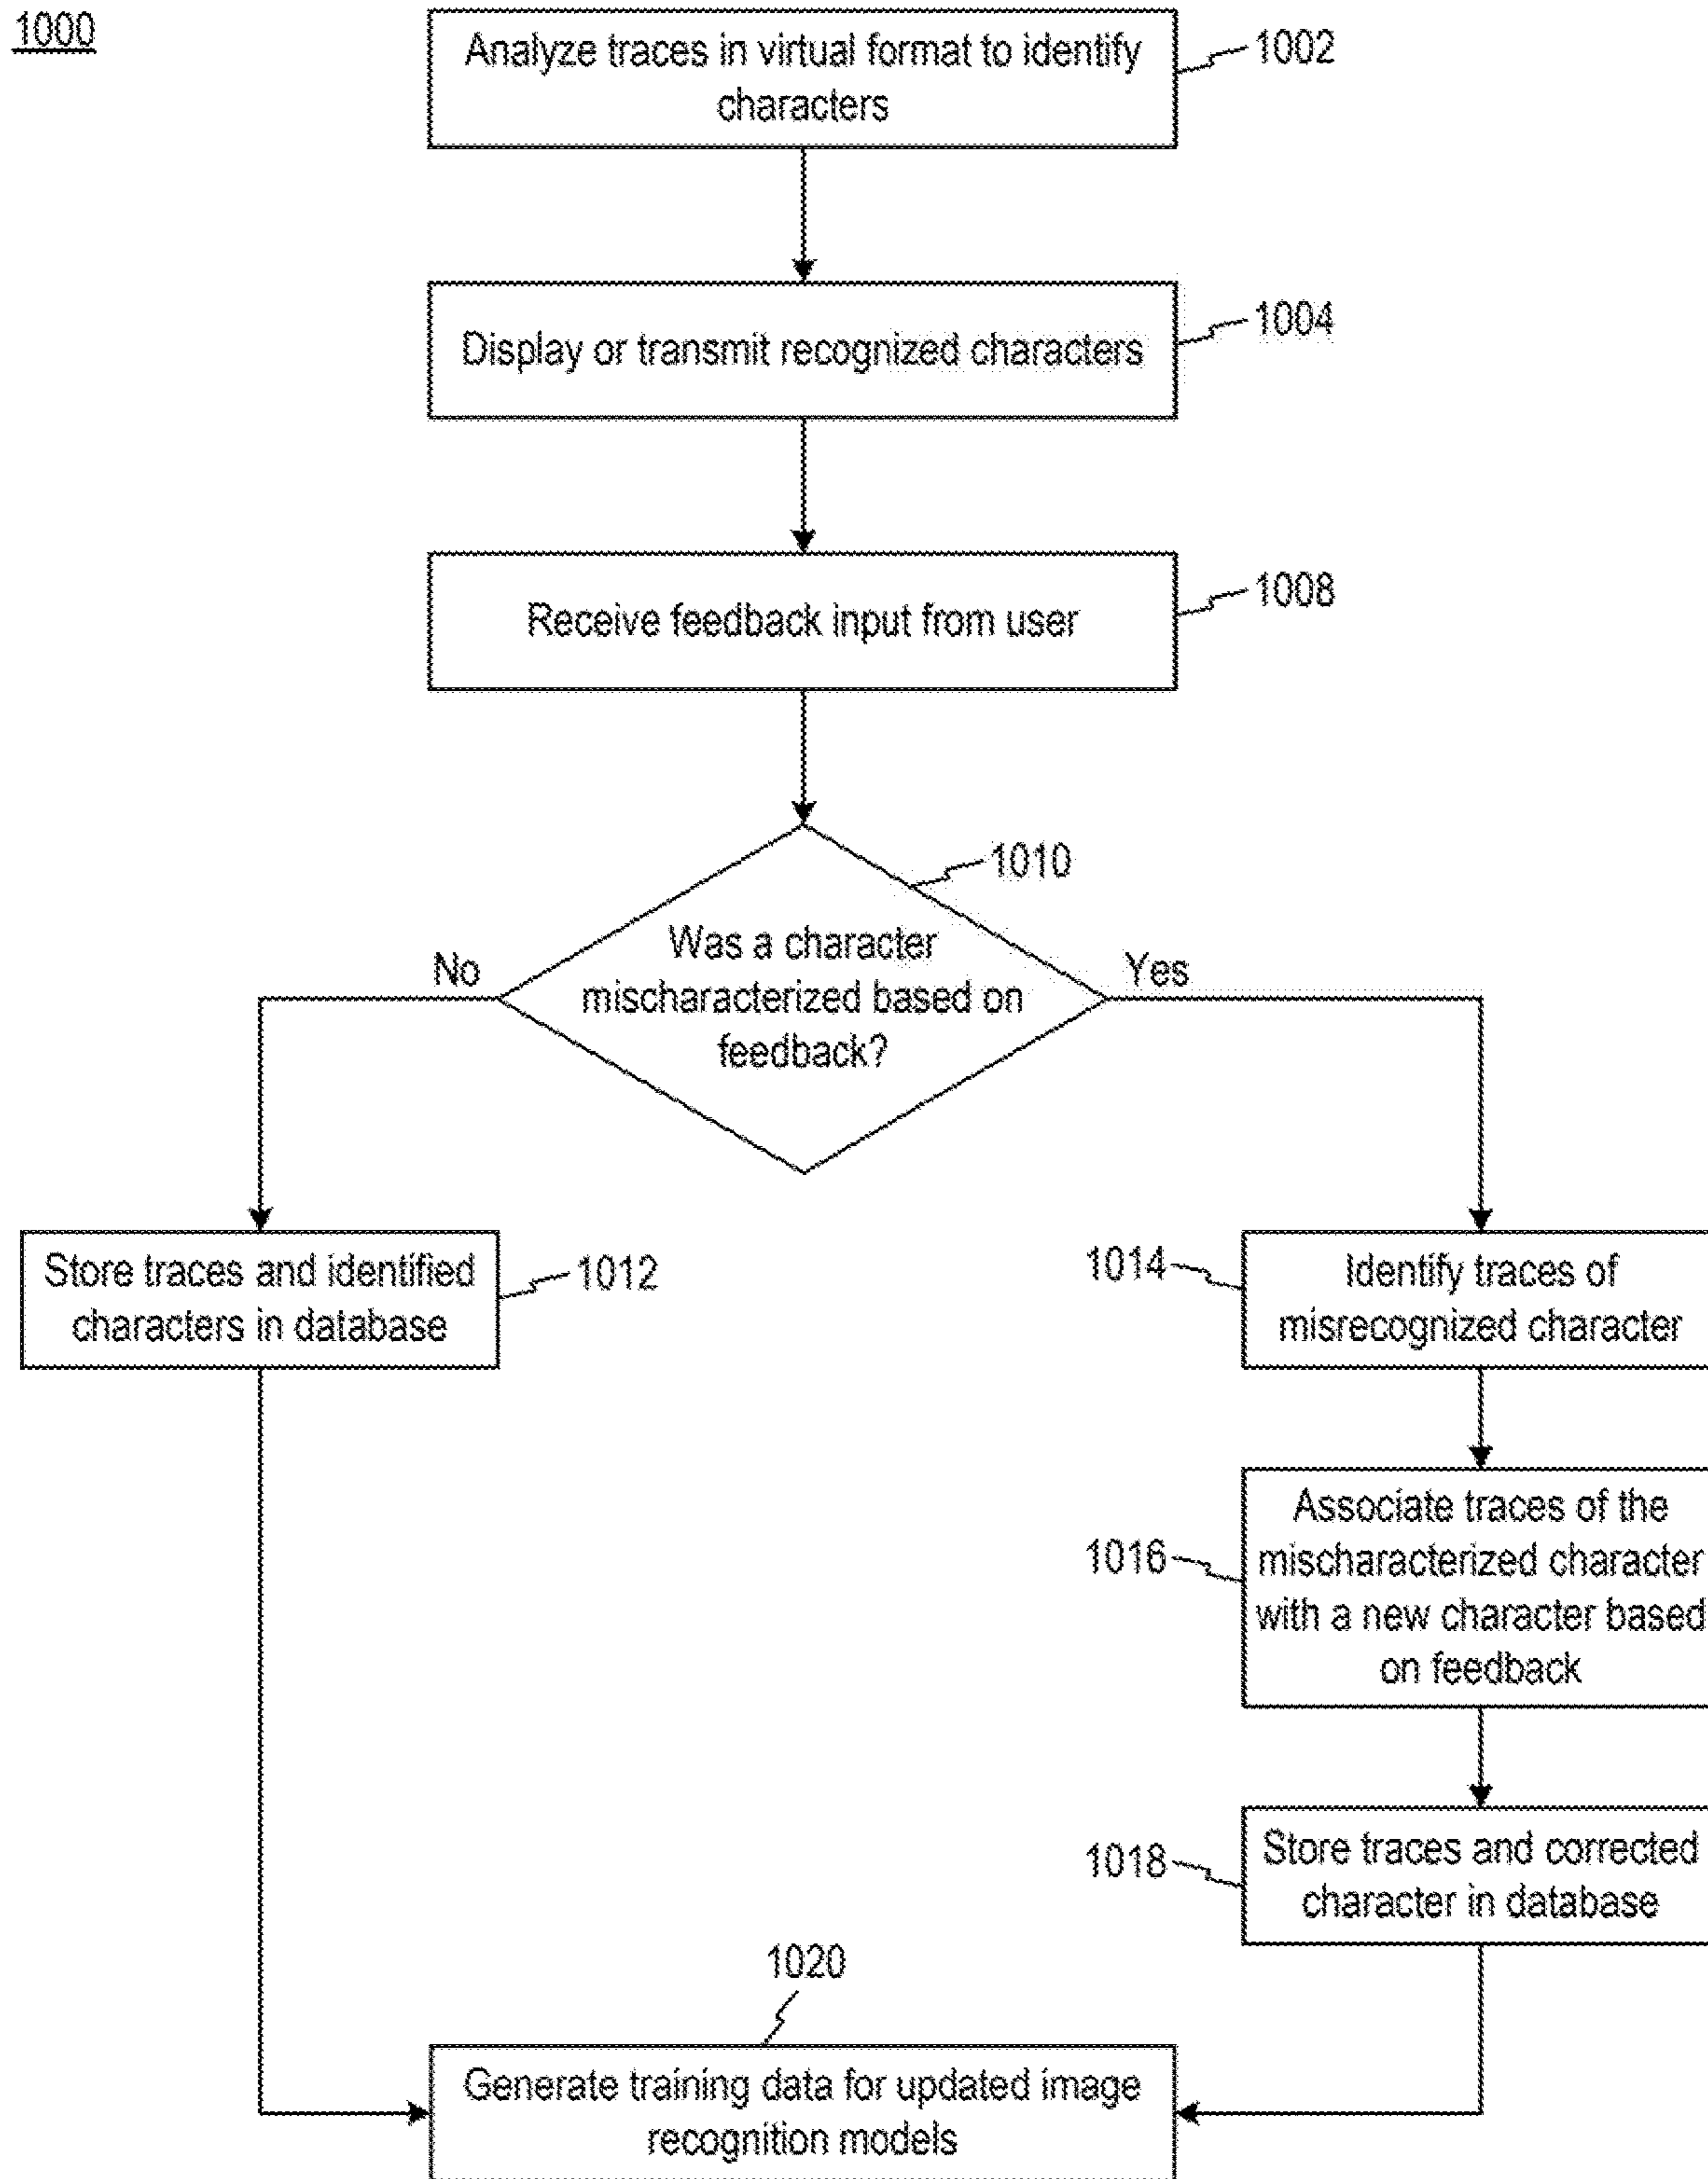 1000
Analyze traces in virtual format to identify
characters
1002
Display or transmit recognized characters
1004
Receive feedback input from user
1008
1010
Was a character
mischaracterized based on
feedback?
No
Yes
Store traces and identified
characters in database
1012
1014
Identify traces of
misrecognized character
1016
Associate traces of the
mischaracterized character
with a new character based
on feedback
1018
Store traces and corrected
character in database
1020
Generate training data for updated image
recognition models